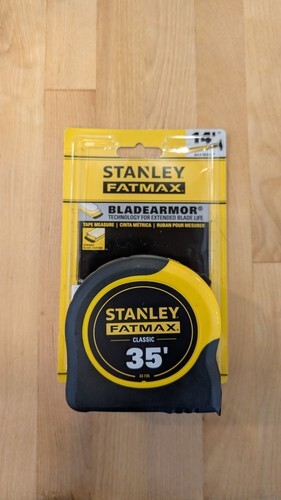 14'
STANLEY
FATMAX
BLADEARMOR®
TECHNOLOGY FOR EXTENDED BLADE LIFE
TAPE MEASURE | CINTA MÉTRICA | RUBAN POUR MESURER
STANLEY
FATMAX
CLASSIC
35'